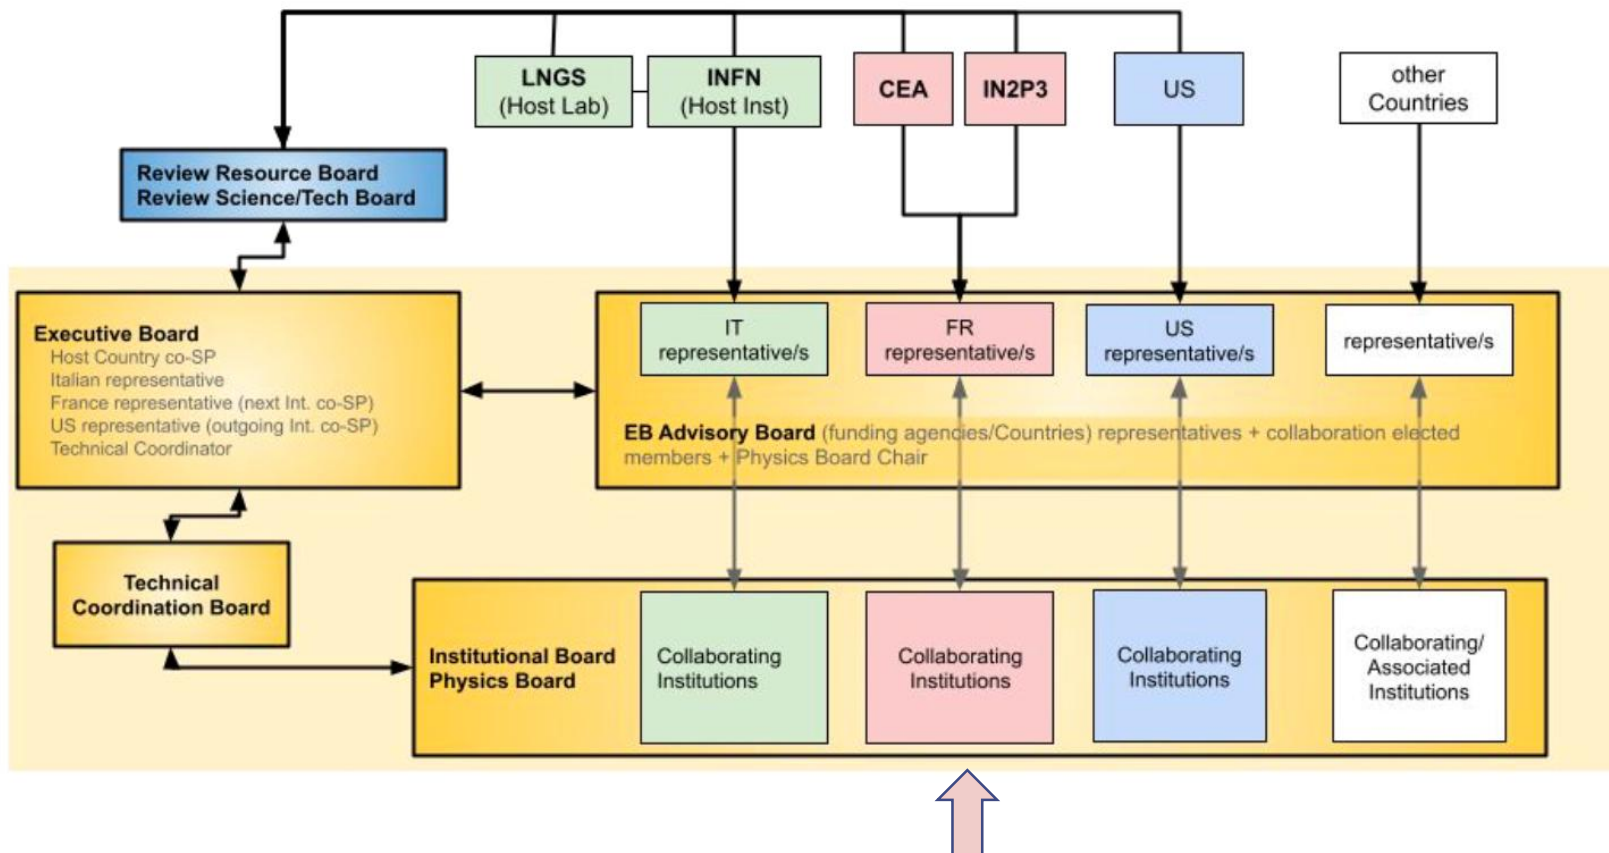 LNGS
(Host Lab)
INFN
(Host Inst)
CEA
IN2P3
US
other
Countries
Review Resource Board
Review Science/Tech Board
Executive Board
Host Country co-SP
Italian representative
France representative (next Int. co-SP)
US representative (outgoing Int. co-SP)
Technical Coordinator
IT
representative/s
FR
representative/s
US
representative/s
representative/s
EB Advisory Board (funding agencies/Countries) representatives + collaboration elected
members + Physics Board Chair
Technical
Coordination Board
Institutional Board
Physics Board
Collaborating
Institutions
Collaborating
Institutions
Collaborating
Institutions
Collaborating/
Associated
Institutions